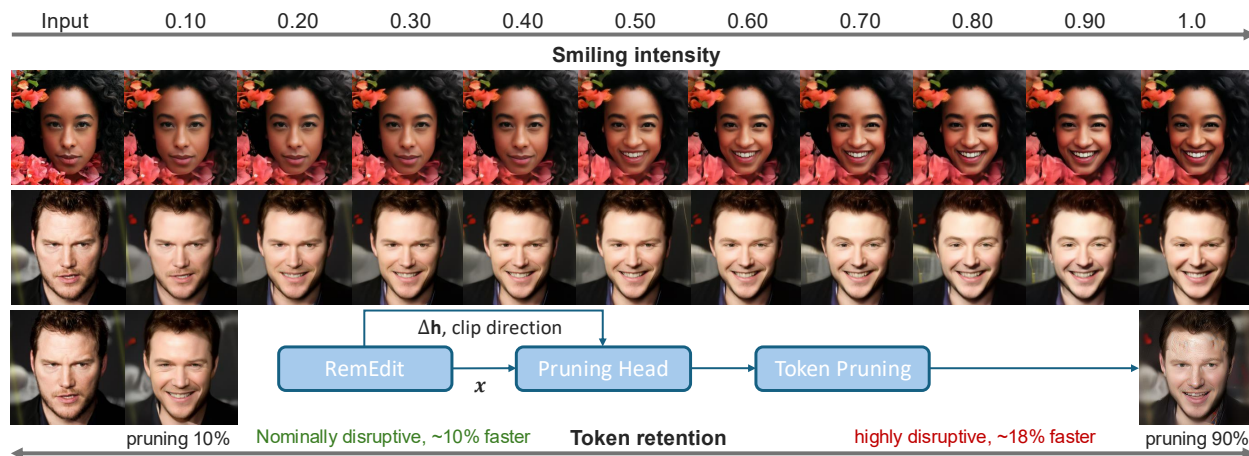 Input 0.10 0.20 0.30 0.40 0.50 0.60 0.70 0.80 0.90 1.0
Smiling intensity
Δh, clip direction
RemEdit Pruning Head Token Pruning
x
pruning 10% Nominally disruptive, ~10% faster Token retention highly disruptive, ~18% faster pruning 90%